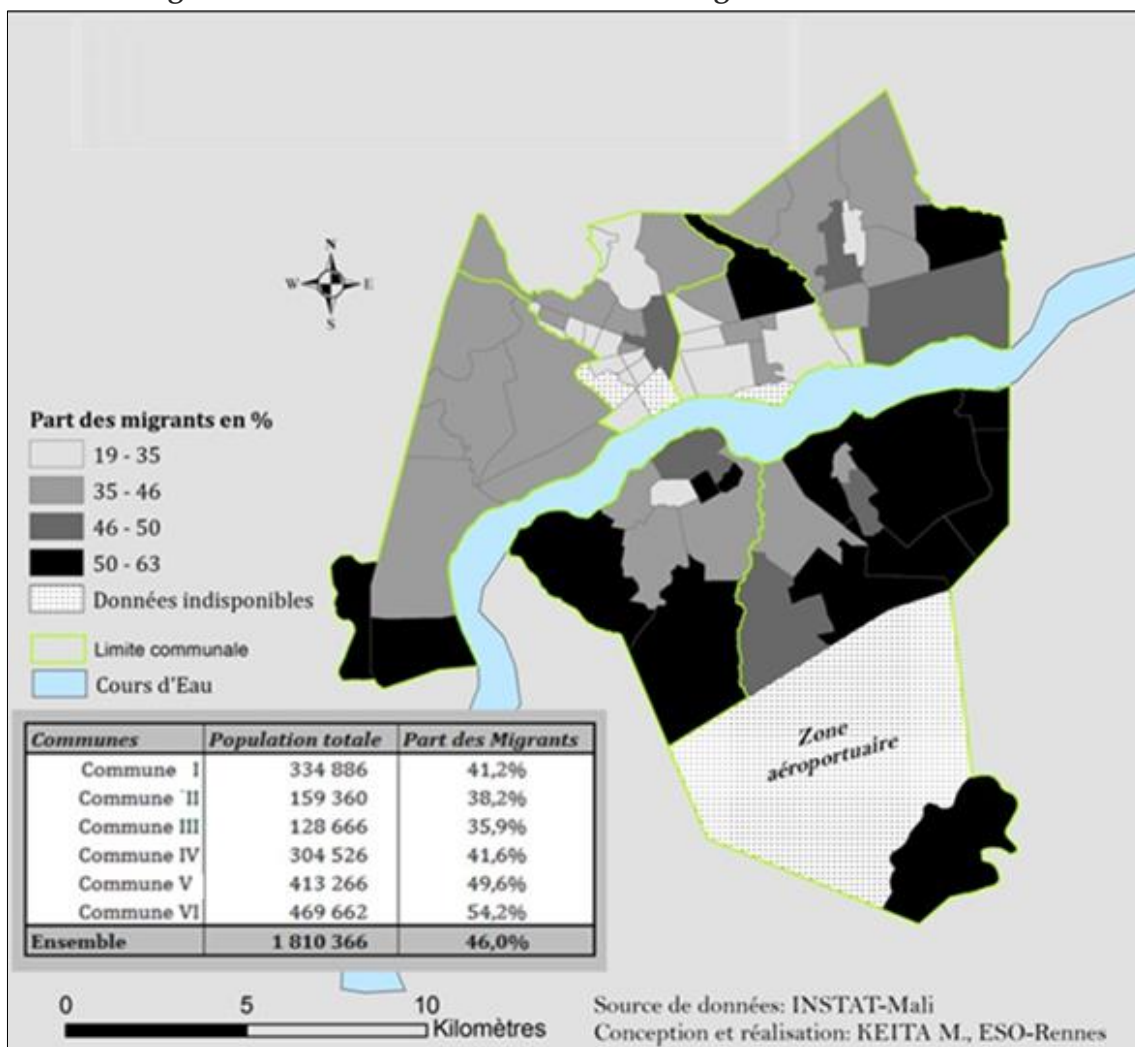 N
W E
S
Part des migrants en %
19 - 35
35 - 46
46 - 50
50 - 63
Données indisponibles
Limite communale
Cours d'Eau
Zone
aéroportuaire
Communes Population totale Part des Migrants
Commune I 334 886 41,2%
Commune II 159 360 38,2%
Commune III 128 666 35,9%
Commune IV 304 526 41,6%
Commune V 413 266 49,6%
Commune VI 469 662 54,2%
Ensemble 1 810 366 46,0%
0 5 10
Kilomètres
Source de données: INSTAT-Mali
Conception et réalisation: KEITA M., ESO-Rennes